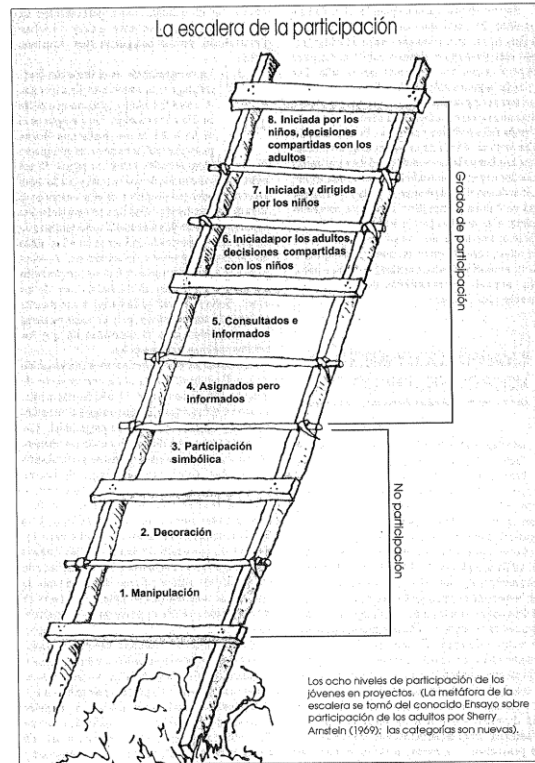 La escalera de la participación
8. Iniciada por los
niños, decisiones
compartidas con los
adultos
7. Iniciada y dirigida
por los niños
6. Iniciada por los adultos,
decisiones compartidas
con los niños
5. Consultados e
informados
4. Asignados pero
informados
3. Participación
simbólica
2. Decoración
1. Manipulación
Grados de participación
No participación
Los ocho niveles de participación de los
jóvenes en proyectos. (La metáfora de la
escalera se tomó del conocido Ensayo sobre
participación de los adultos por Sherry
Arnstein (1969); las categorías son nuevas).